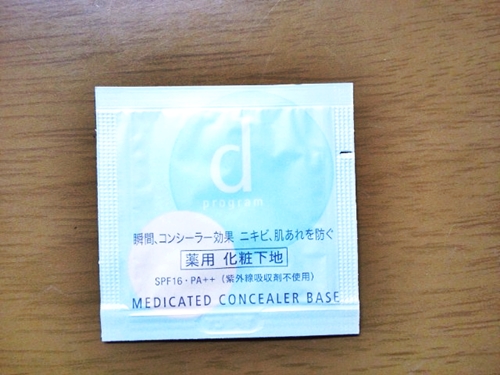 d
program
瞬間、コンシーラー効果 ニキビ、肌あれを防ぐ
薬用 化粧下地
SPF16・PA++（紫外線吸収剤不使用）
MEDICATED CONCEALER BASE